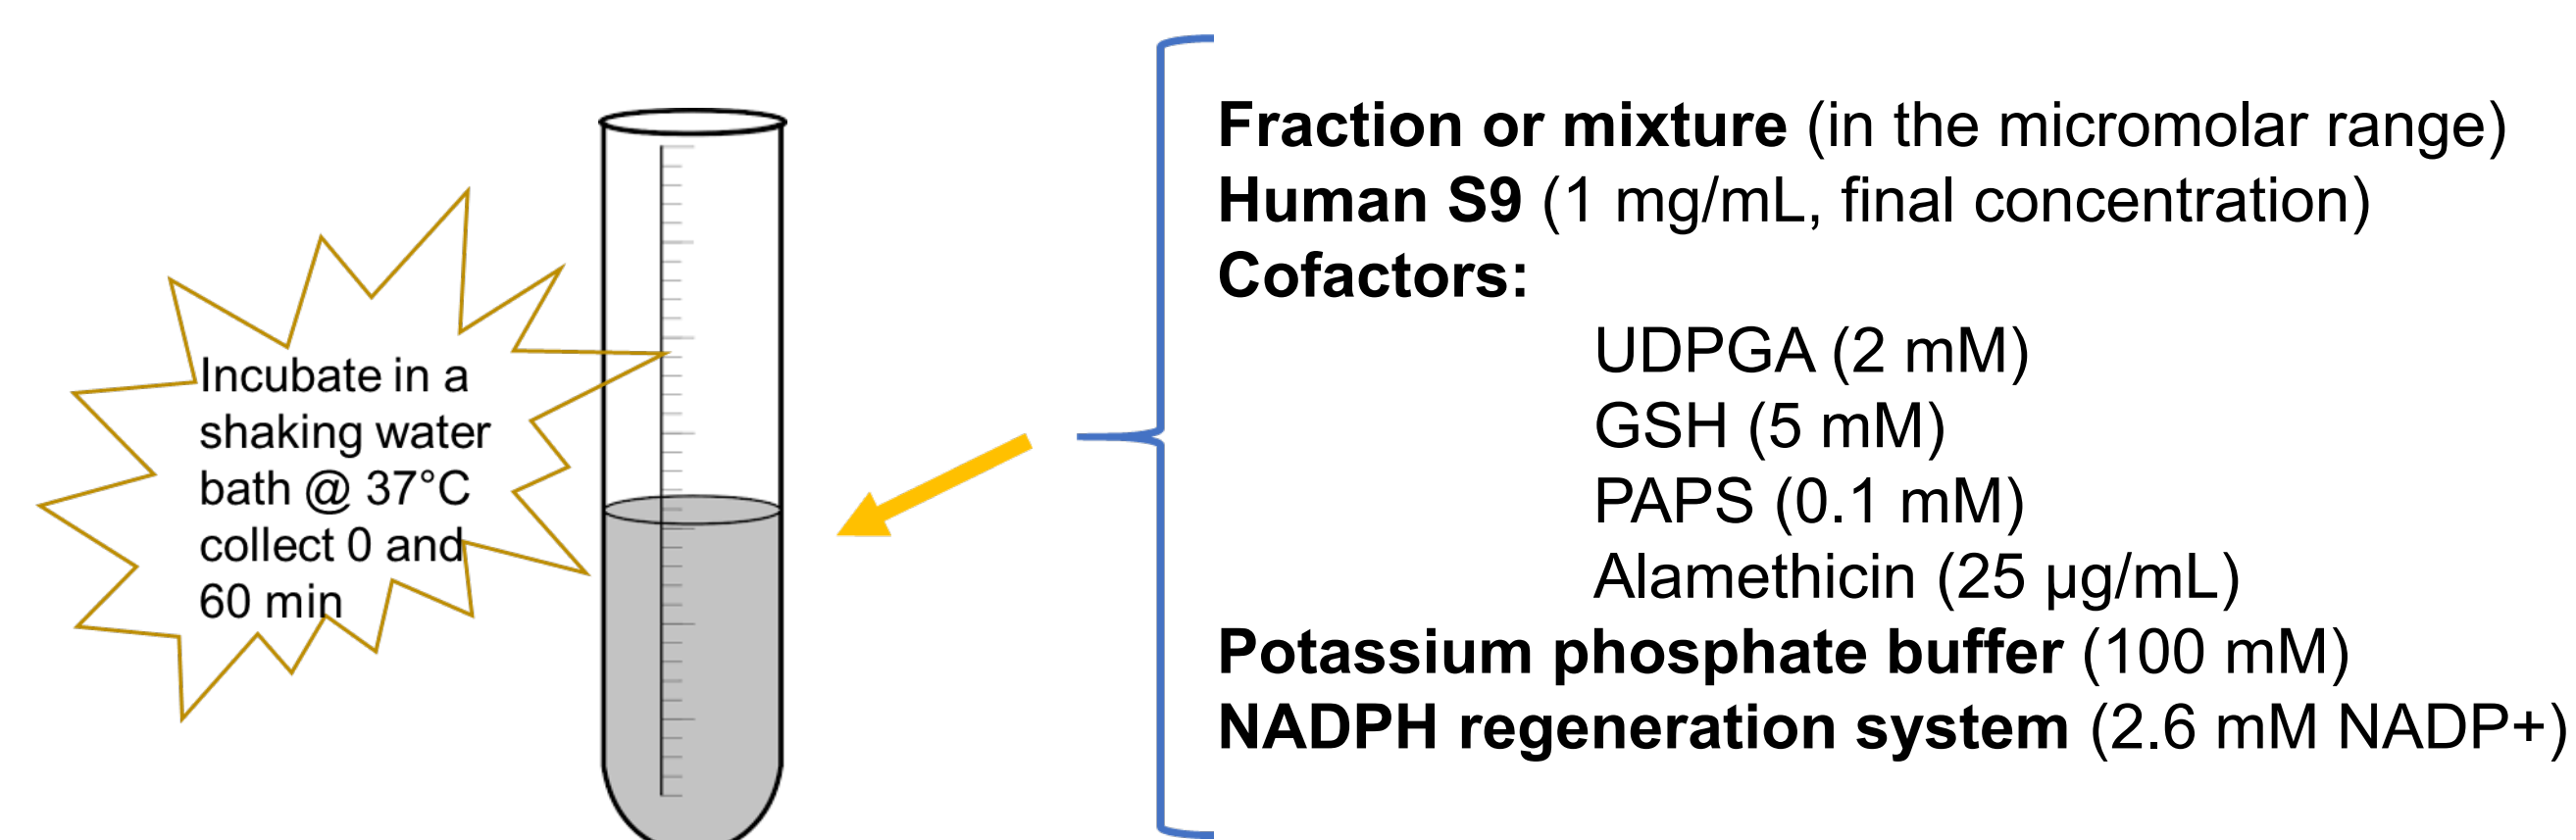 Incubate in a
shaking water
bath @ 37°C
collect 0 and
60 min
Fraction or mixture (in the micromolar range)
Human S9 (1 mg/mL, final concentration)
Cofactors:
UDPGA (2 mM)
GSH (5 mM)
PAPS (0.1 mM)
Alamethicin (25 µg/mL)
Potassium phosphate buffer (100 mM)
NADPH regeneration system (2.6 mM NADP+)